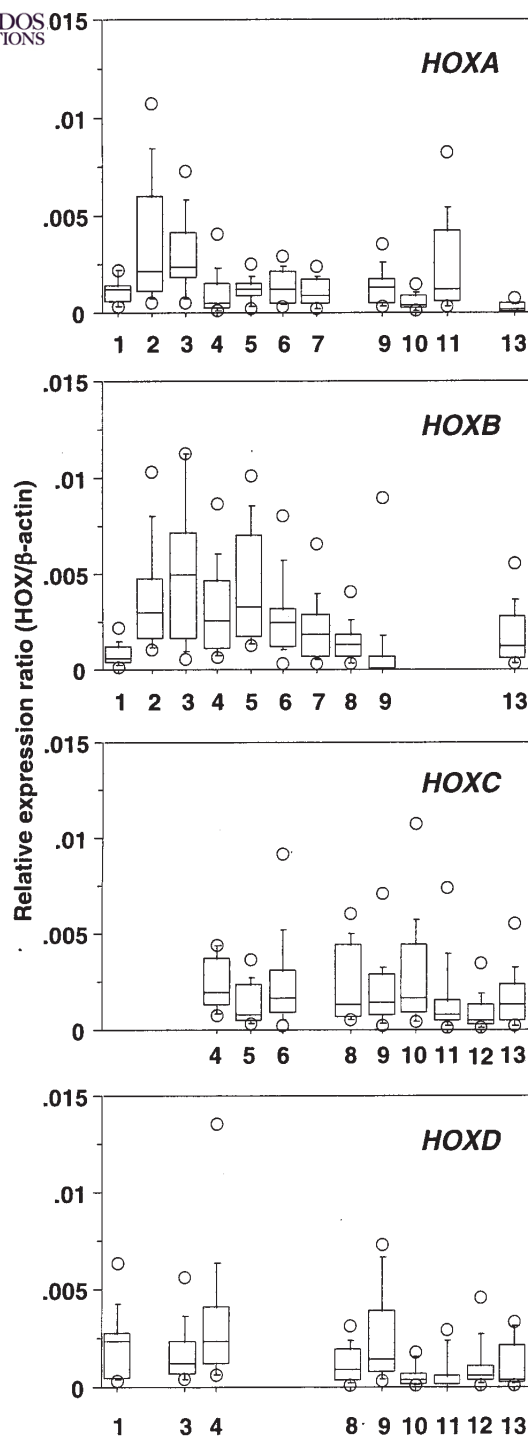 DOS
TIONS
.015
.01
.005
0
HOXA
1 2 3 4 5 6 7 9 10 11 13
.015
.01
.005
0
HOXB
1 2 3 4 5 6 7 8 9 13
.015
.01
.005
0
HOXC
4 5 6 8 9 10 11 12 13
.015
.01
.005
0
HOXD
1 3 4 8 9 10 11 12 13
Relative expression ratio (HOX/β-actin)